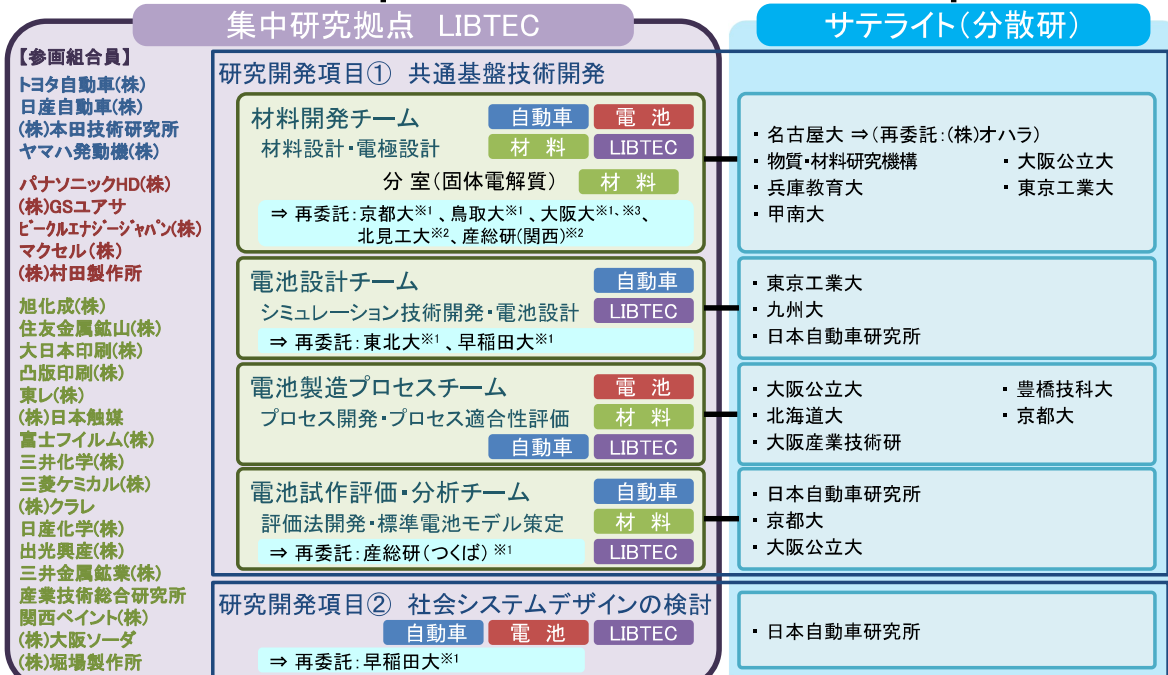 集中研究拠点 LIBTEC
サテライト(分散研)
【参画組合員】
トヨタ自動車(株)
日産自動車(株)
(株)本田技術研究所
ヤマハ発動機(株)
パナソニックHD(株)
(株)GSユアサ
ビークルエナジージャパン(株)
マクセル(株)
(株)村田製作所
旭化成(株)
住友金属鉱山(株)
大日本印刷(株)
凸版印刷(株)
東レ(株)
(株)日本触媒
富士フイルム(株)
三井化学(株)
三菱ケミカル(株)
(株)クラレ
日産化学(株)
出光興産(株)
三井金属鉱業(株)
産業技術総合研究所
関西ペイント(株)
(株)大阪ソーダ
(株)堀場製作所
研究開発項目① 共通基盤技術開発
材料開発チーム 自動車 電 池
材料設計・電極設計 材 料 LIBTEC
分 室(固体電解質) 材 料
⇒ 再委託:京都大※1、鳥取大※1、大阪大※1、※3、
北見工大※2、産総研(関西)※2
・名古屋大 ⇒(再委託:(株)オハラ)
・物質・材料研究機構 ・大阪公立大
・兵庫教育大 ・東京工業大
・甲南大
電池設計チーム 自動車
シミュレーション技術開発・電池設計 LIBTEC
⇒ 再委託:東北大※1、早稲田大※1
・東京工業大
・九州大
・日本自動車研究所
電池製造プロセスチーム 電 池
プロセス開発・プロセス適合性評価 材 料
自動車 LIBTEC
・大阪公立大 ・豊橋技科大
・北海道大 ・京都大
・大阪産業技術研
電池試作評価・分析チーム 自動車
評価法開発・標準電池モデル策定 材 料
⇒ 再委託:産総研(つくば)※1 LIBTEC
・日本自動車研究所
・京都大
・大阪公立大
研究開発項目② 社会システムデザインの検討
自動車 電 池 LIBTEC
⇒ 再委託:早稲田大※1
・日本自動車研究所